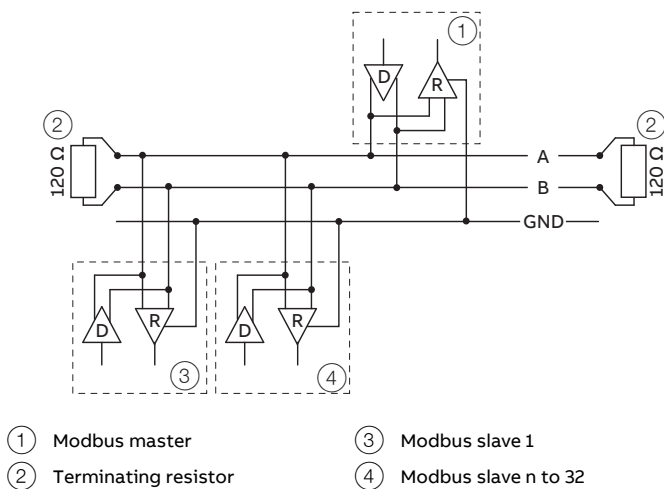 1
D
R
2
2
120 Ω
A
120 Ω
B
GND
D
R
D
R
3
4
1 Modbus master
3 Modbus slave 1
2 Terminating resistor
4 Modbus slave n to 32